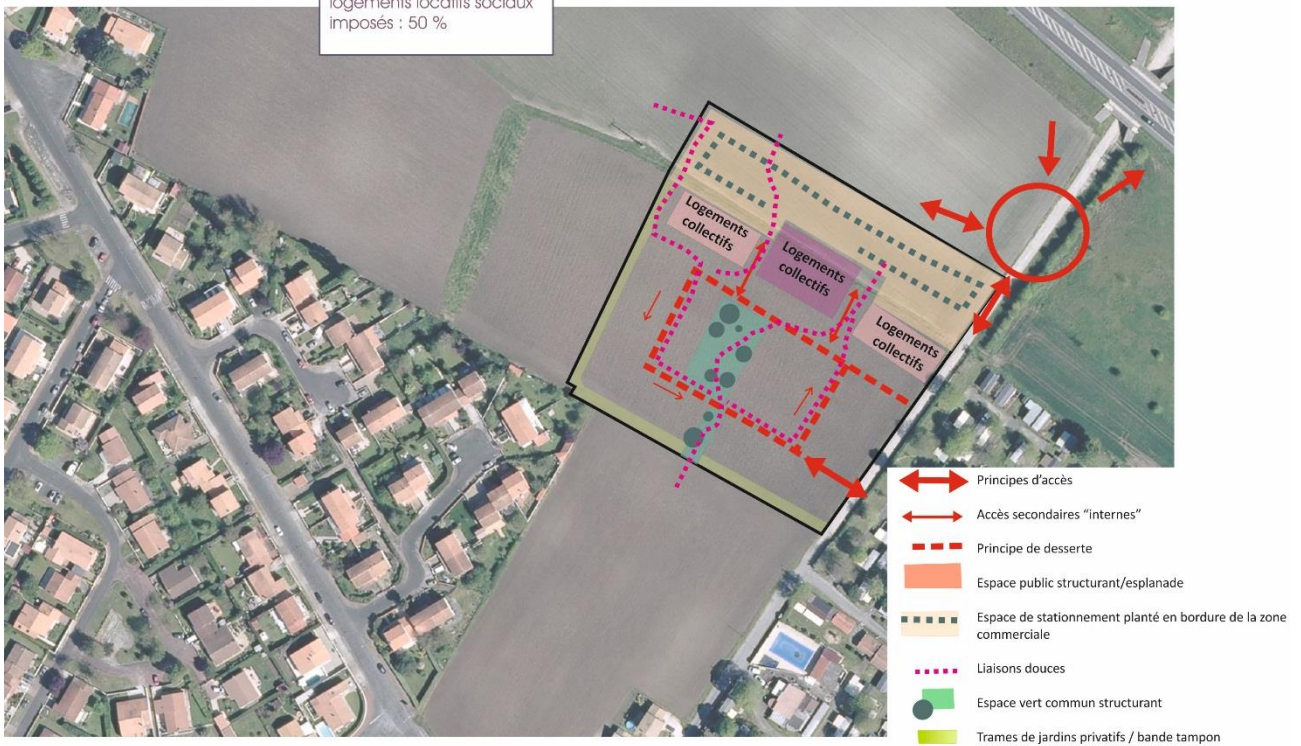 logements locatifs sociaux
imposés : 50 %
Logements
collectifs
Logements
collectifs
Logements
collectifs
Principes d'accès
Accès secondaires "internes"
Principe de desserte
Espace public structurant/esplanade
Espace de stationnement planté en bordure de la zone
commerciale
Liaisons douces
Espace vert commun structurant
Trames de jardins privatifs / bande tampon